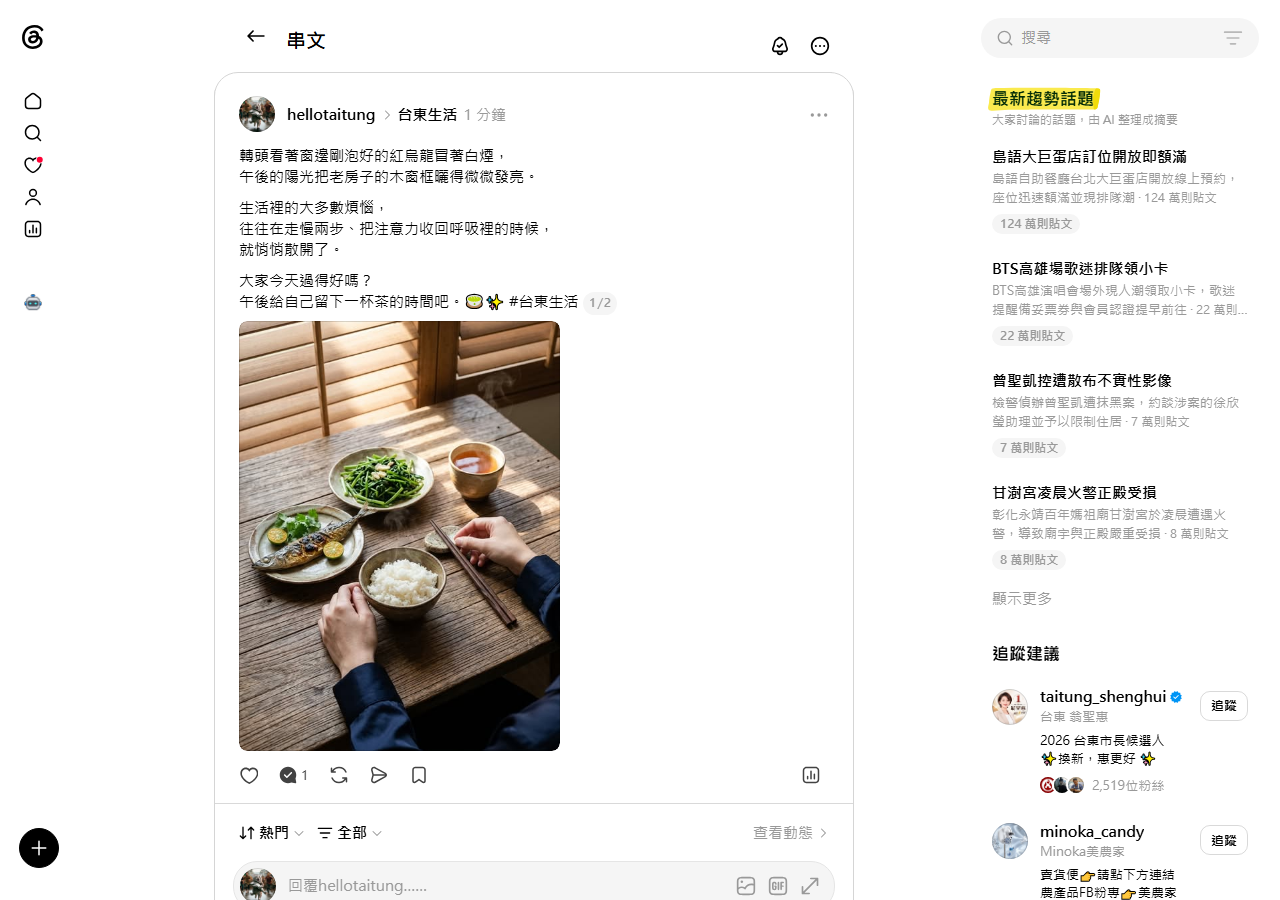 串文
hellotaitung > 台東生活 1 分鐘
轉頭看著窗邊剛泡好的紅烏龍冒著白煙，
午後的陽光把老房子的木窗框曬得微微發亮。
生活裡的大多數煩惱，
往往在走慢兩步、把注意力收回呼吸裡的時候，
就悄悄散開了。
大家今天過得好嗎？
午後給自己留下一杯茶的時間吧。🍵✨ #台東生活 1/2
1
熱門 全部 查看動態
回覆hellotaitung......
GIF
搜尋
最新趨勢話題
大家討論的話題，由 AI 整理成摘要
島語大巨蛋店訂位開放即額滿
島語自助餐廳台北大巨蛋店開放線上預約，
座位迅速額滿並現排隊潮 · 124 萬則貼文
124 萬則貼文
BTS高雄場歌迷排隊領小卡
BTS高雄演唱會場外現人潮領取小卡，歌迷
提醒備妥票券與會員認證提早前往 · 22 萬則...
22 萬則貼文
曾聖凱控遭散布不實性影像
檢警偵辦曾聖凱遭抹黑案，約談涉案的徐欣
瑩助理並予以限制住居 · 7 萬則貼文
7 萬則貼文
甘澍宮凌晨火警正殿受損
彰化永靖百年媽祖廟甘澍宮於凌晨遭遇火
警，導致廟宇與正殿嚴重受損 · 8 萬則貼文
8 萬則貼文
顯示更多
追蹤建議
taitung_shenghui
追蹤
台東 翁聖惠
2026 台東市長候選人
✨換新，惠更好 ✨
2,519位粉絲
minoka_candy
追蹤
Minoka美農家
賣貨便👉請點下方連結
農產品FB粉專👉美農家